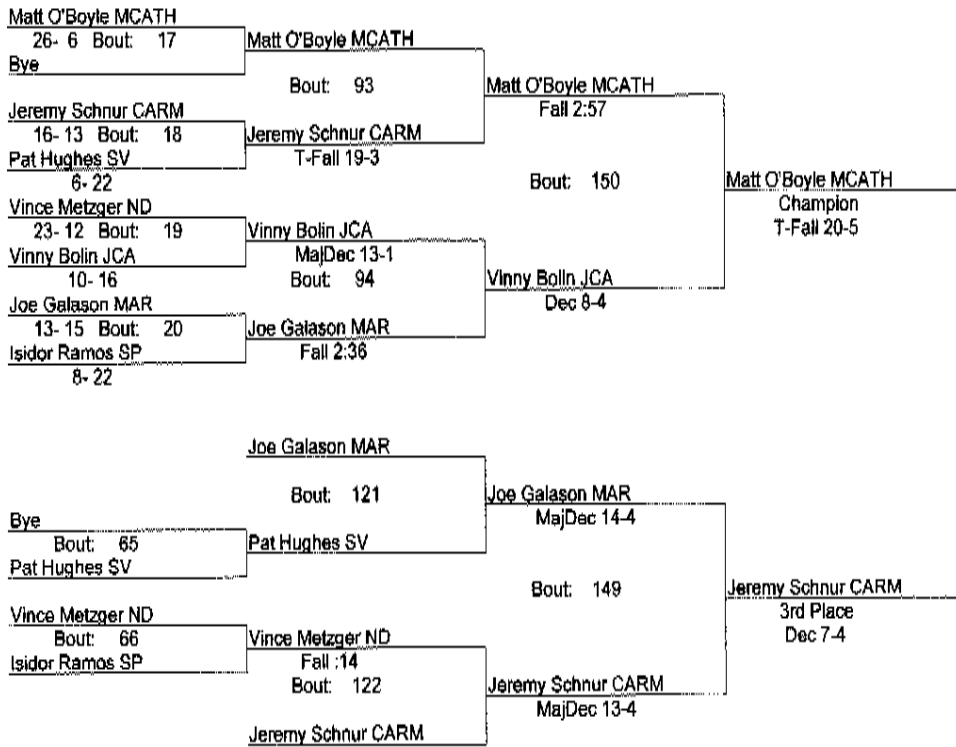 Matt O'Boyle MCATH
26- 6 Bout: 17
Bye
Matt O'Boyle MCATH
Bout: 93
Jeremy Schnur CARM
16- 13 Bout: 18
Pat Hughes SV
6- 22
Jeremy Schnur CARM
T-Fall 19-3
Matt O'Boyle MCATH
Fall 2:57
Bout: 150
Vince Metzger ND
23- 12 Bout: 19
Vinny Bolin JCA
10- 16
Vinny Bolin JCA
MajDec 13-1
Bout: 94
Joe Galason MAR
13- 15 Bout: 20
Isidor Ramos SP
8- 22
Joe Galason MAR
Fall 2:36
Vinny Bolin JCA
Dec 8-4
Matt O'Boyle MCATH
Champion
T-Fall 20-5
Joe Galason MAR
Bout: 121
Bye
Bout: 65
Pat Hughes SV
Pat Hughes SV
Joe Galason MAR
MajDec 14-4
Bout: 149
Vince Metzger ND
Bout: 66
Isidor Ramos SP
Vince Metzger ND
Fall :14
Bout: 122
Jeremy Schnur CARM
Jeremy Schnur CARM
MajDec 13-4
Jeremy Schnur CARM
3rd Place
Dec 7-4